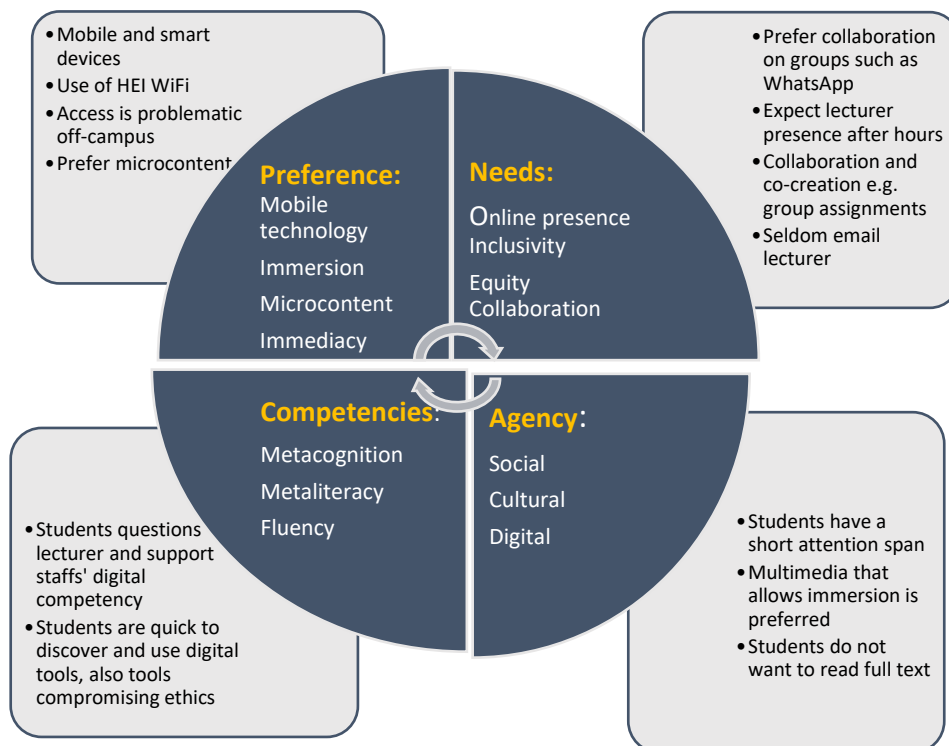 •Mobile and smart
devices
•Use of HEI WiFi
•Access is problematic
off-campus
•Prefer microcontent
•Prefer collaboration
on groups such as
WhatsApp
•Expect lecturer
presence after hours
•Collaboration and
co-creation e.g.
group assignments
•Seldom email
lecturer
Preference:
Mobile
technology
Immersion
Microcontent
Immediacy
Needs:
Online presence
Inclusivity
Equity
Collaboration
Competencies:
Metacognition
Metaliteracy
Fluency
Agency:
Social
Cultural
Digital
•Students questions
lecturer and support
staffs' digital
competency
•Students are quick to
discover and use digital
tools, also tools
compromising ethics
•Students have a
short attention span
•Multimedia that
allows immersion is
preferred
•Students do not
want to read full text